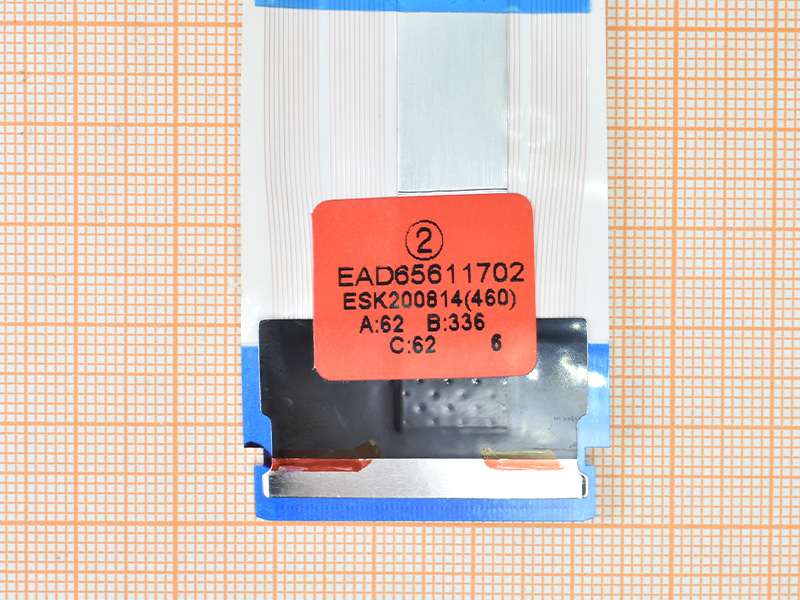 ②
EAD65611702
ESK200814(460)
A:62 B:336
C:62 6